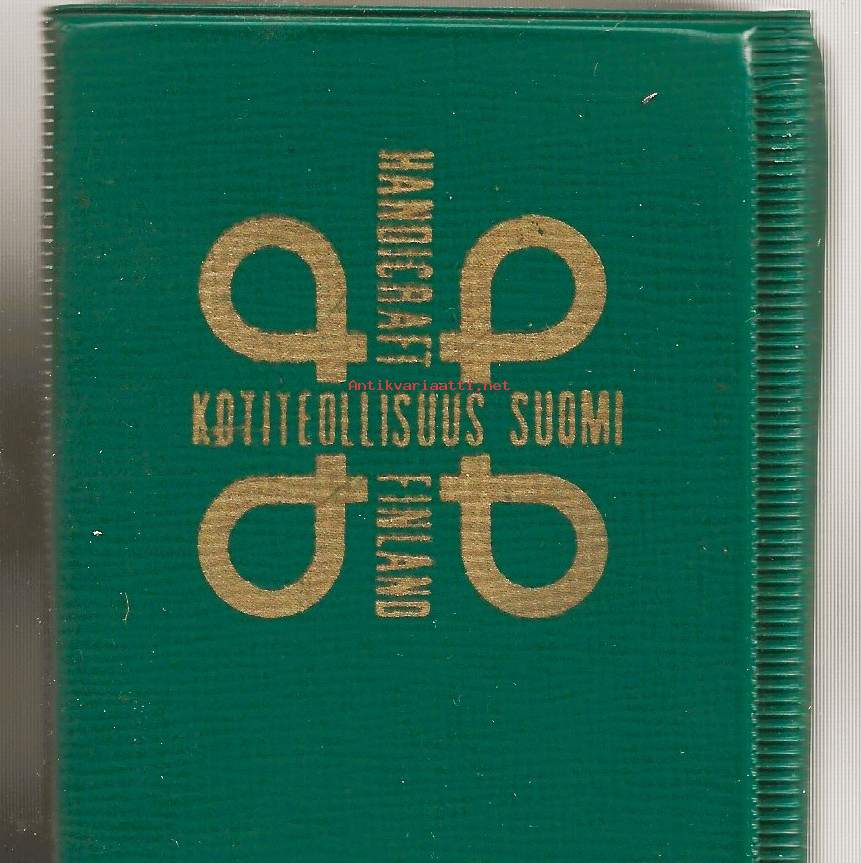 HANDICRAFT
Antikvariaatti.net
KOTITEOLLISUUS SUOMI
FINLAND